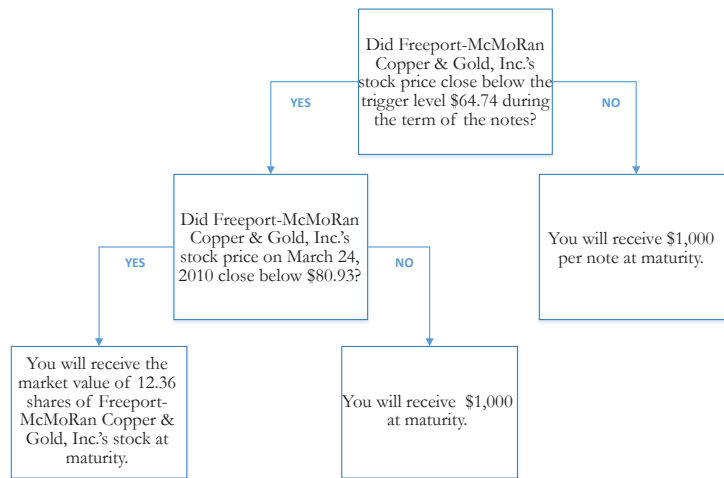 Did Freeport-McMoRan
Copper & Gold, Inc.'s
stock price close below the
trigger level $64.74 during
the term of the notes?
YES
NO
Did Freeport-McMoRan
Copper & Gold, Inc.'s
stock price on March 24,
2010 close below $80.93?
You will receive $1,000
per note at maturity.
YES
NO
You will receive the
market value of 12.36
shares of Freeport-
McMoRan Copper &
Gold, Inc.'s stock at
maturity.
You will receive $1,000
at maturity.